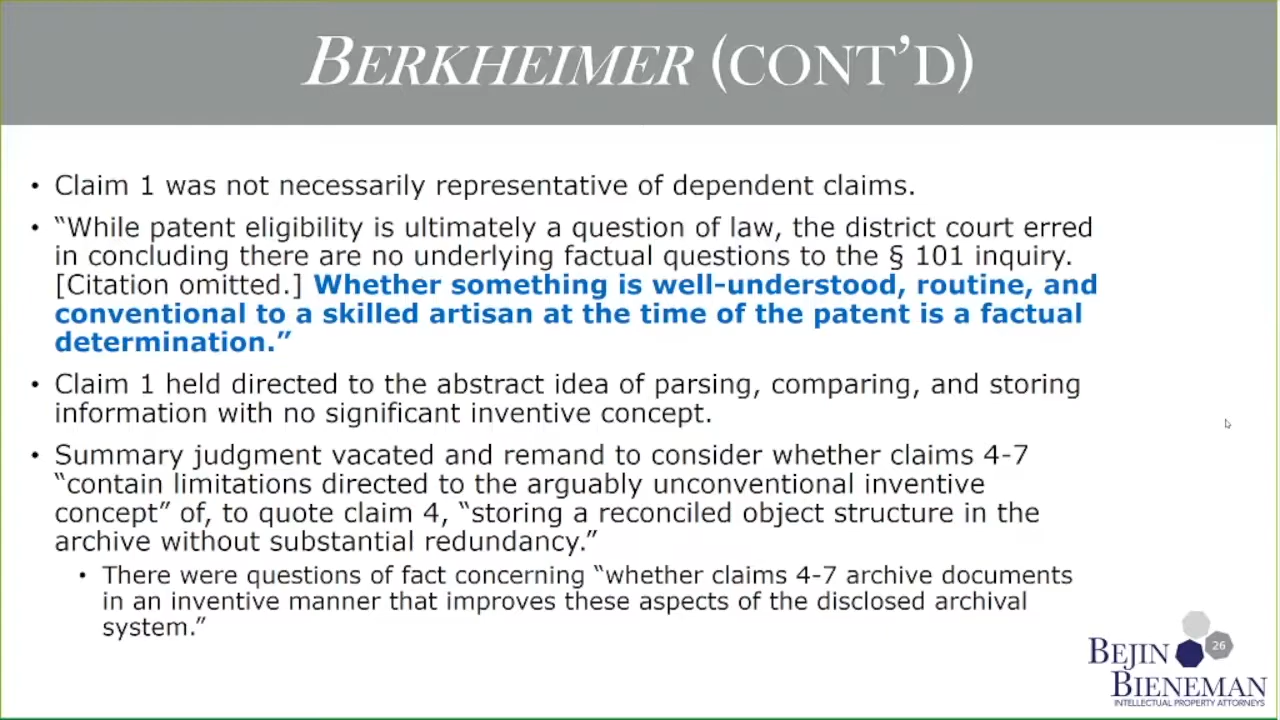 BERKHEIMER (CONT’D)
• Claim 1 was not necessarily representative of dependent claims.
• “While patent eligibility is ultimately a question of law, the district court erred
in concluding there are no underlying factual questions to the § 101 inquiry.
[Citation omitted.] Whether something is well-understood, routine, and
conventional to a skilled artisan at the time of the patent is a factual
determination.”
• Claim 1 held directed to the abstract idea of parsing, comparing, and storing
information with no significant inventive concept.
• Summary judgment vacated and remand to consider whether claims 4-7
“contain limitations directed to the arguably unconventional inventive
concept” of, to quote claim 4, “storing a reconciled object structure in the
archive without substantial redundancy.”
• There were questions of fact concerning “whether claims 4-7 archive documents
in an inventive manner that improves these aspects of the disclosed archival
system.”
26
BEJIN
BIENEMAN
INTELLECTUAL PROPERTY ATTORNEYS